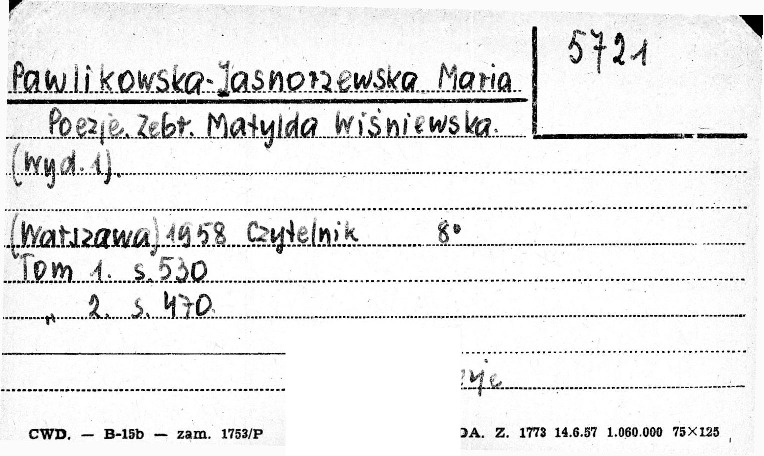 5721
Pawlikowska-Jasnorzewska Maria
Poezje. Zebr. Matylda Wiśniewska.
(Wyd. 1).
(Warszawa) 1958 Czytelnik 8°
Tom 1. s. 530
„ 2. s. 470.
CWD. — B-15b — zam. 1753/P
DA. Z. 1773 14.6.57 1.060.000 75×125